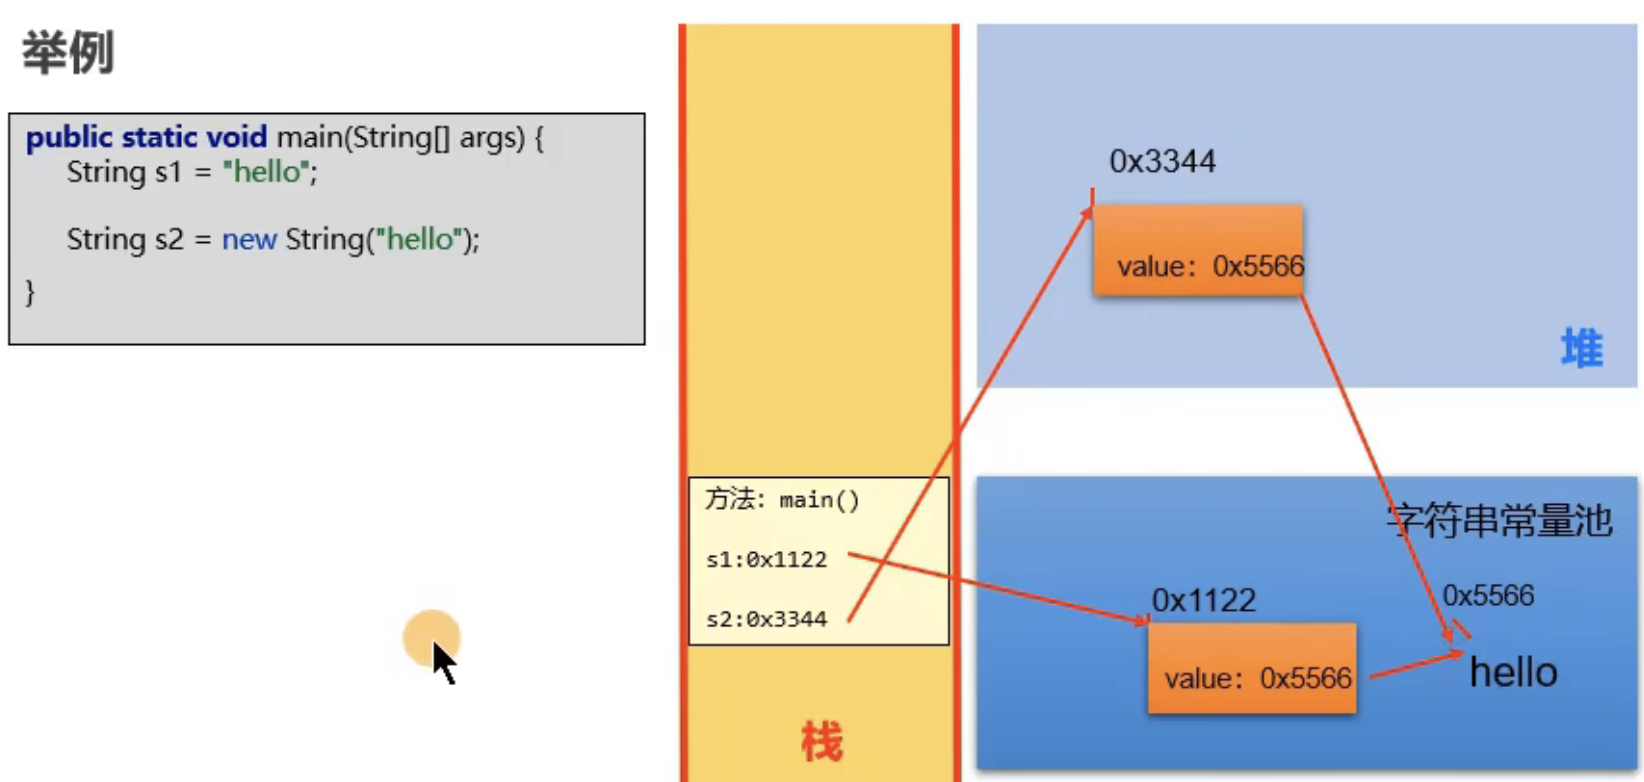 举例
public static void main(String[] args) {
String s1 = "hello";
String s2 = new String("hello");
}
方法：main()
s1:0x1122
s2:0x3344
栈
0x3344
value：0x5566
堆
字符串常量池
0x1122
0x5566
value：0x5566
hello